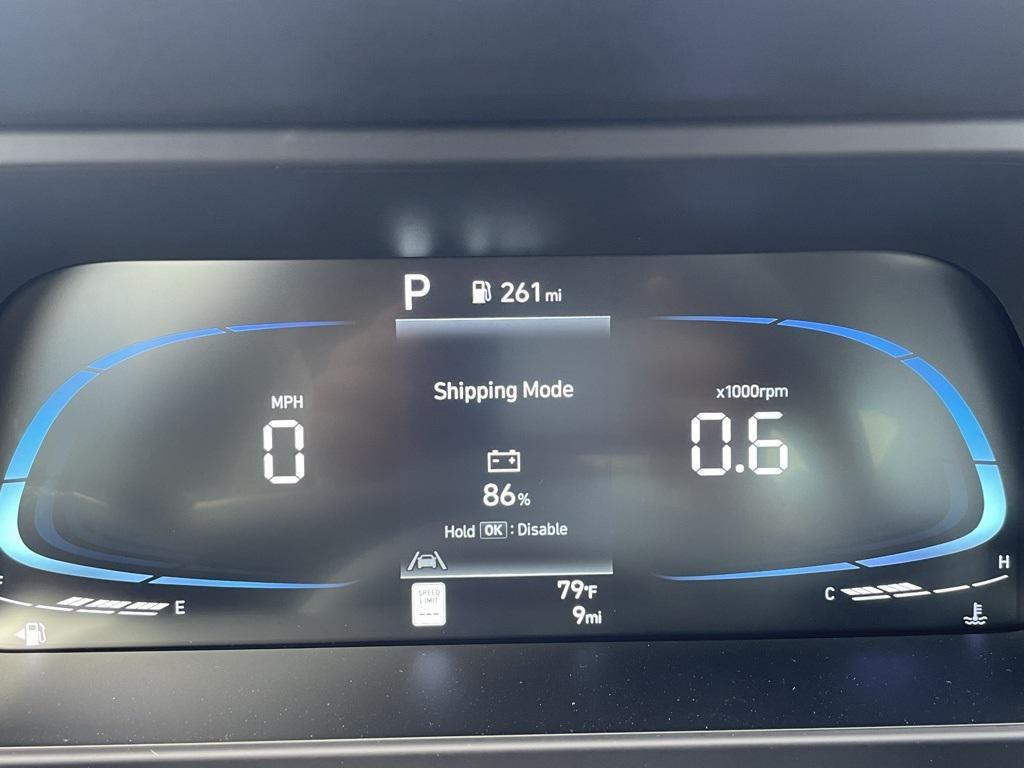 P 261 mi
Shipping Mode
MPH
0
x1000rpm
0.6
86%
Hold OK : Disable
E
SPEED
LIMIT
---
79°F
9mi
C
H